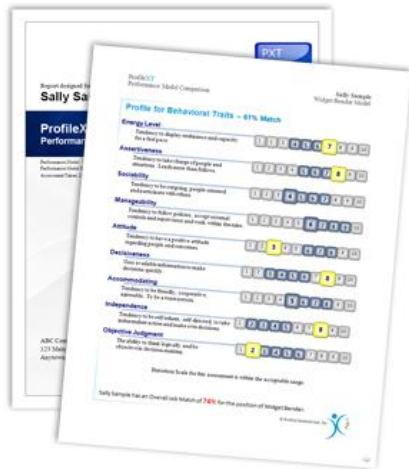 PXT
Report designed for
Sally Sa
ProfileX
Performance
ProfileXT
Performance Model Comparison
Sally Sample
Widget Bender Model
Profile for Behavioral Traits – 61% Match
Energy Level
Tendency to display endurance and capacity
for a fast pace
Assertiveness
Tendency to take charge of people and
situations. Leads more than follows.
Sociability
Tendency to be outgoing, people-oriented
and participate with others
Manageability
Tendency to follow policies, accept external
controls and supervision and work within the rules
Attitude
Tendency to have a positive attitude
regarding people and outcomes
Decisiveness
Uses available information to make
decisions quickly
Accommodating
Tendency to be friendly, cooperative,
agreeable. To be a team person
Independence
Tendency to be self-reliant, self-directed, to take
independent action and make own decisions
Objective Judgment
The ability to think logically and be
objective in decision-making
Distortion Scale for this assessment is within the acceptable range
Sally Sample has an Overall Job Match of 74% for the position of Widget Bender.
ABC Com
123 Main
Anytown